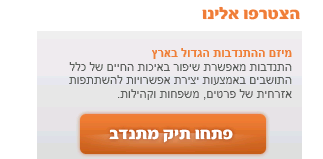 הצטרפו אלינו
מיזם ההתנדבות הגדול בארץ
התנדבות מאפשרת שיפור באיכות החיים של כלל
התושבים באמצעות יצירת אפשרויות להשתתפות
אזרחית של פרטים, משפחות וקהילות.
פתחו תיק מתנדב